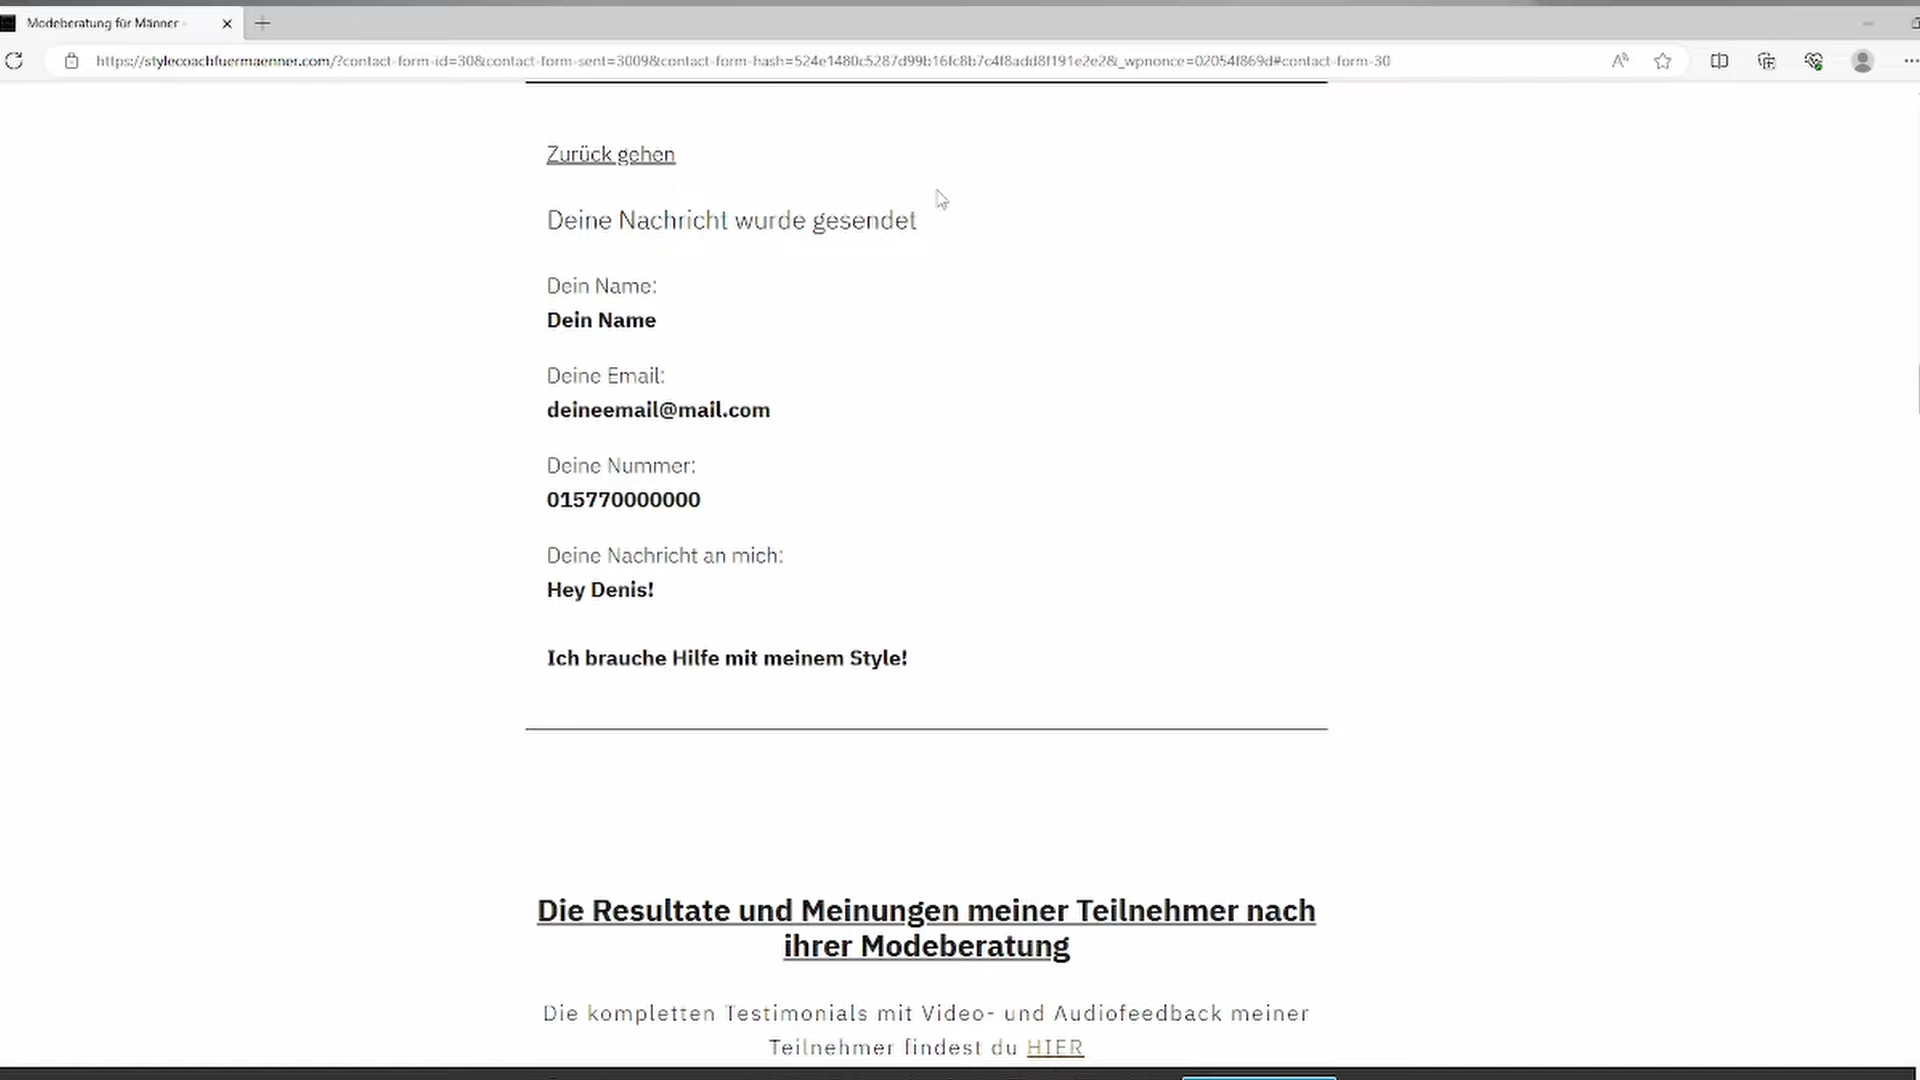 Modeberatung für Männer -
https://stylecoachfuermaenner.com/?contact-form-id=30&contact-form-sent=3009&contact-form-hash=524e1480c5287d99b16fc8b7c4f8add8f191e2e2&_wpnonce=02054f869d#contact-form-30
Zurück gehen
Deine Nachricht wurde gesendet
Dein Name:
Dein Name
Deine Email:
deineemail@mail.com
Deine Nummer:
015770000000
Deine Nachricht an mich:
Hey Denis!
Ich brauche Hilfe mit meinem Style!
Die Resultate und Meinungen meiner Teilnehmer nach
ihrer Modeberatung
Die kompletten Testimonials mit Video- und Audiofeedback meiner
Teilnehmer findest du HIER